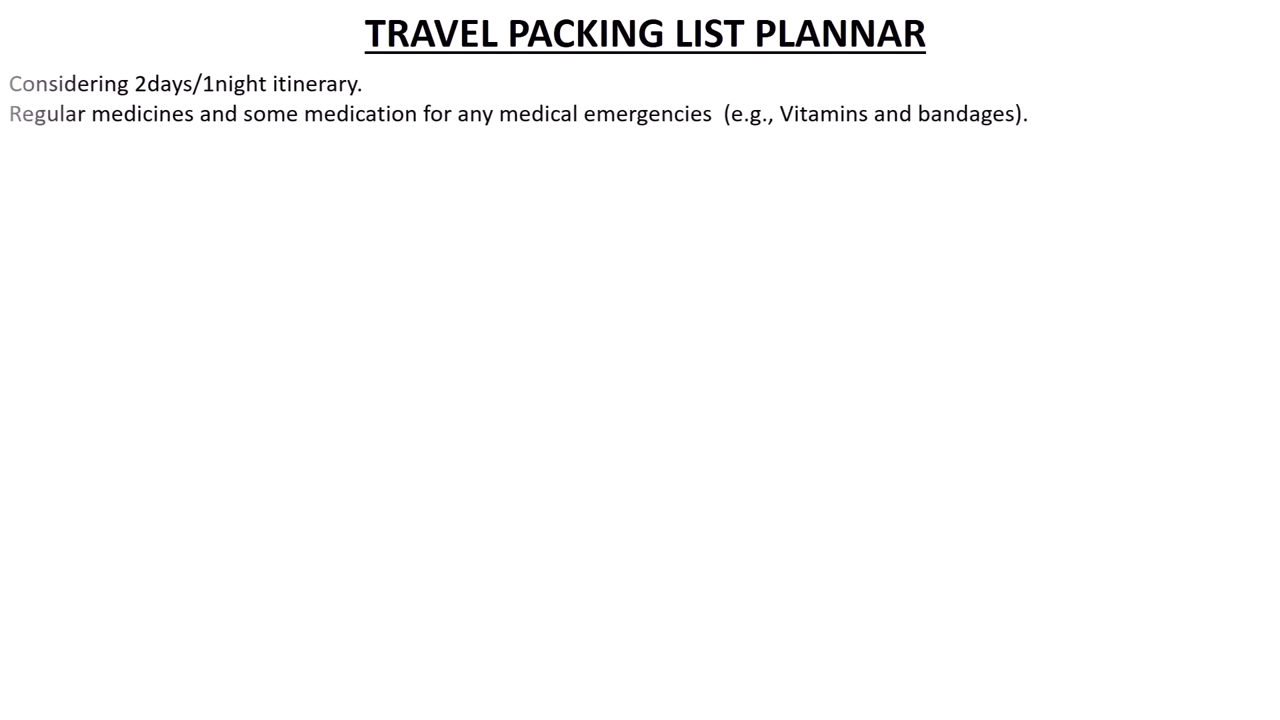 TRAVEL PACKING LIST PLANNAR
Considering 2days/1night itinerary.
Regular medicines and some medication for any medical emergencies  (e.g., Vitamins and bandages).